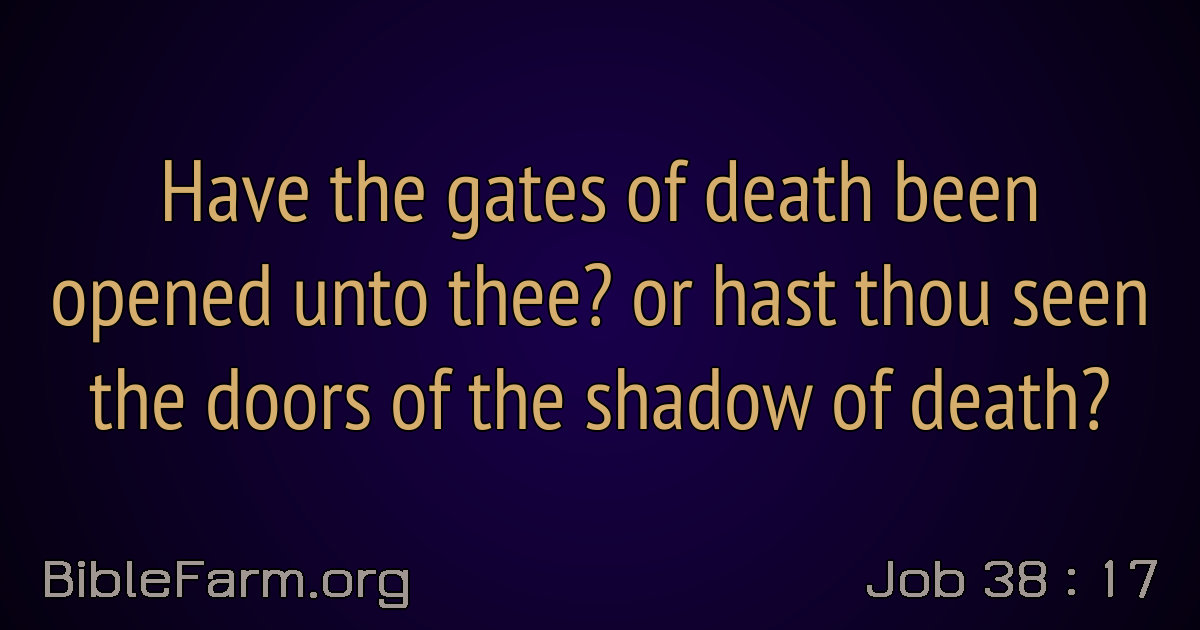 Have the gates of death been
opened unto thee? or hast thou seen
the doors of the shadow of death?
BibleFarm.org
Job 38 : 17